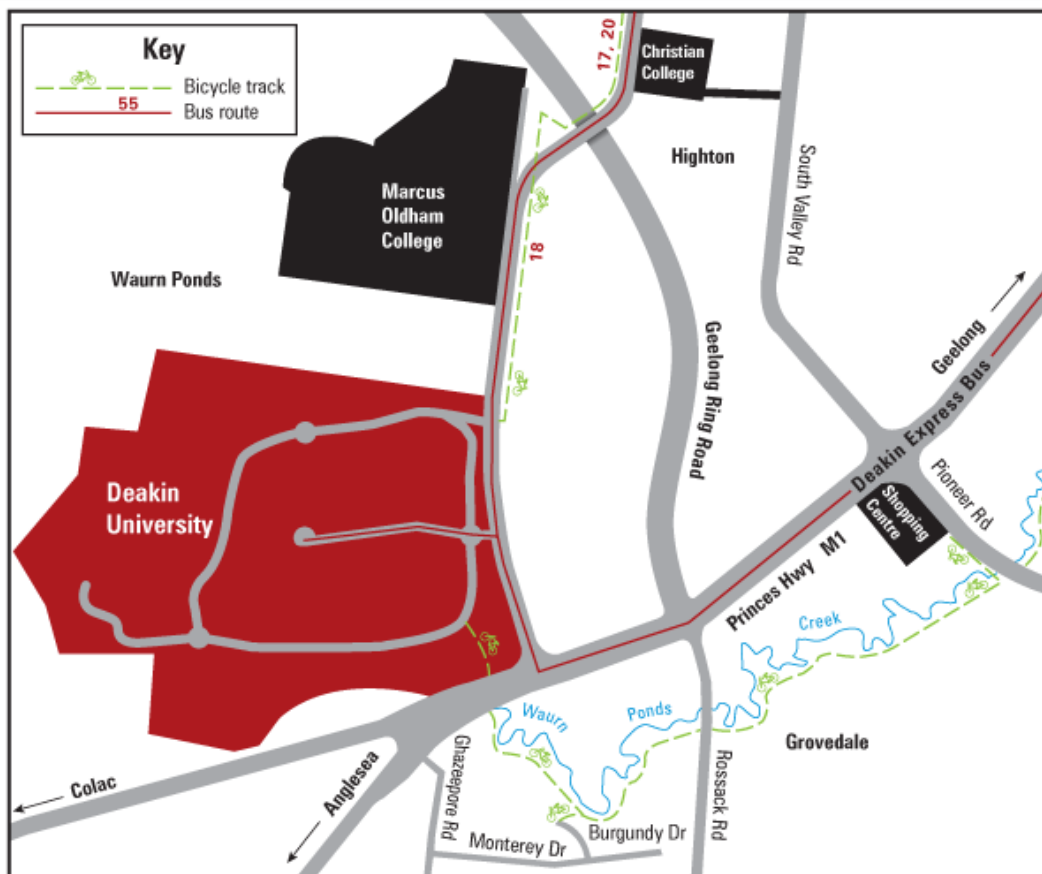 Key
Bicycle track
55
Bus route
17, 20
Christian
College
Highton
South Valley Rd
Marcus
Oldham
College
18
Waurn Ponds
Geelong Ring Road
Geelong
Deakin Express Bus
Deakin
University
Shopping
Centre
Pioneer Rd
Princes Hwy M1
Creek
Waurn
Ponds
Grovedale
Colac
Anglesea
Ghazeepore Rd
Rossack Rd
Monterey Dr
Burgundy Dr